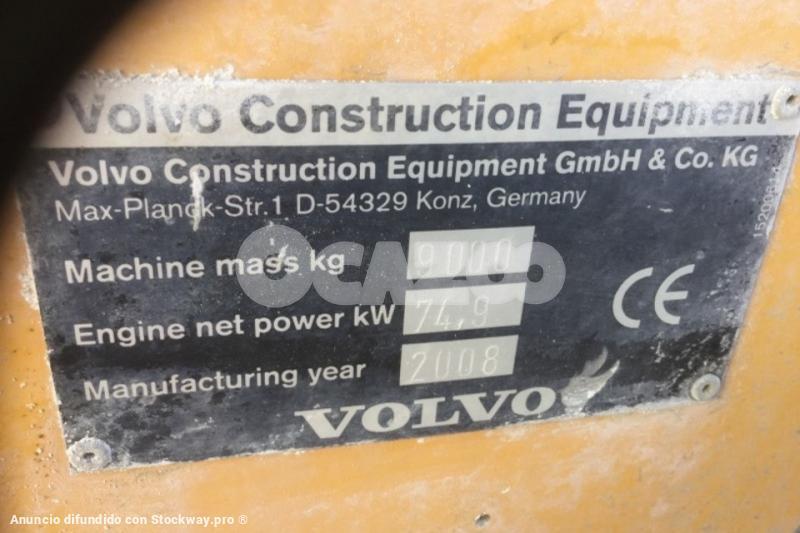 Volvo Construction Equipment
Volvo Construction Equipment GmbH & Co. KG
Max-Planck-Str.1 D-54329 Konz, Germany
Machine mass kg 9000
OCAZOO
Engine net power kW 74,9
CE
Manufacturing year 2008
VOLVO
Anuncio difundido con Stockway.pro ®